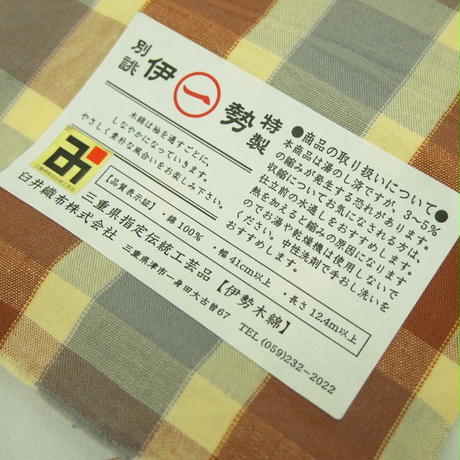 別誂
伊一勢
特製
木綿は袖を通すごとに、
しなやかになっていきます。
やさしく素朴な風合いをお楽しみ下さい。
●商品の取り扱いについて●
本商品は湯のし済ですが、3〜5%
の縮みが発生する恐れがあります。
収縮についてお気になされる方は、
仕立前の水通しをおすすめします。
熱を加えると縮みの原因になります
のでお湯や乾燥機は使用しないで
ください。中性洗剤で手おし洗いを
おすすめします。
【品質表示証】・綿100% ・幅41cm以上 ・長さ12.4m以上
三重県指定伝統工芸品【伊勢木綿】
臼井織布株式会社
三重県津市一身田大古曽67
TEL (059)232-2022